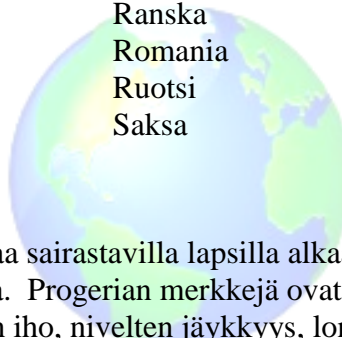 Ranska
Romania
Ruotsi
Saksa
sairastavilla lapsilla
Progerian merkkejä ovat
iho, nivelten jäykkyys,